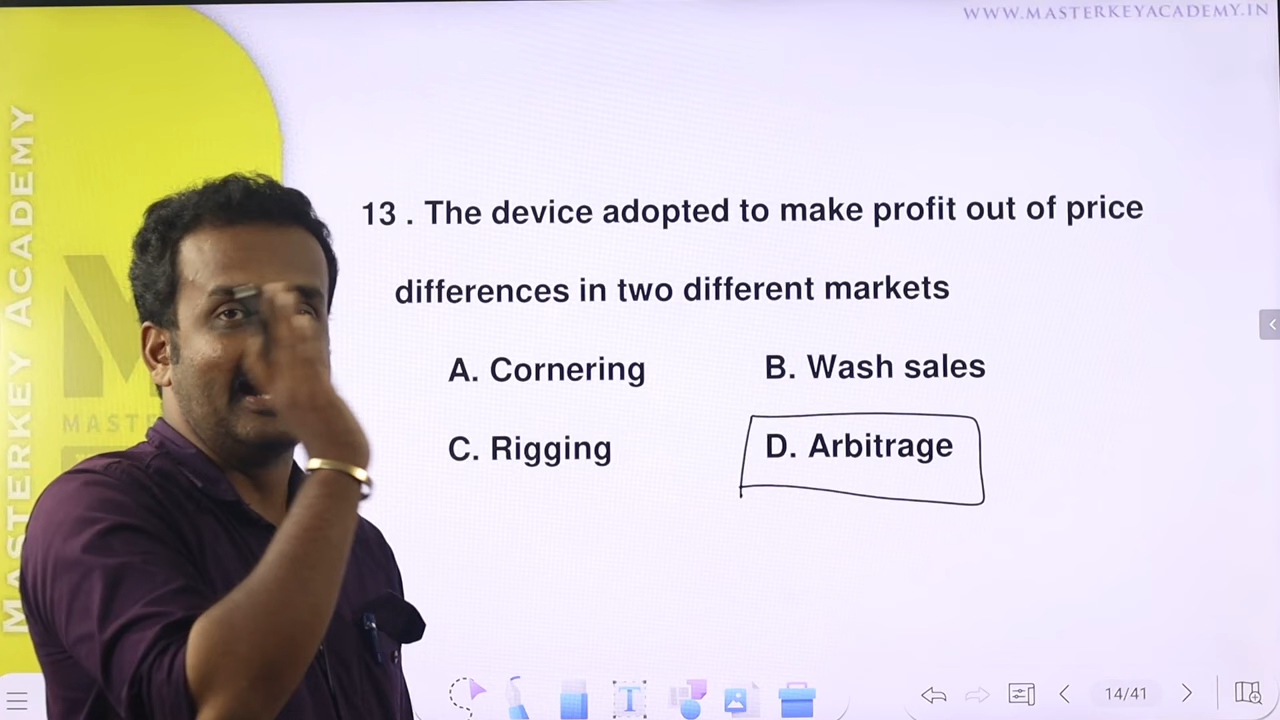 WWW.MASTERKEYACADEMY.IN
MASTERKEY ACADEMY
13 . The device adopted to make profit out of price
differences in two different markets
A. Cornering
B. Wash sales
C. Rigging
D. Arbitrage
14/41